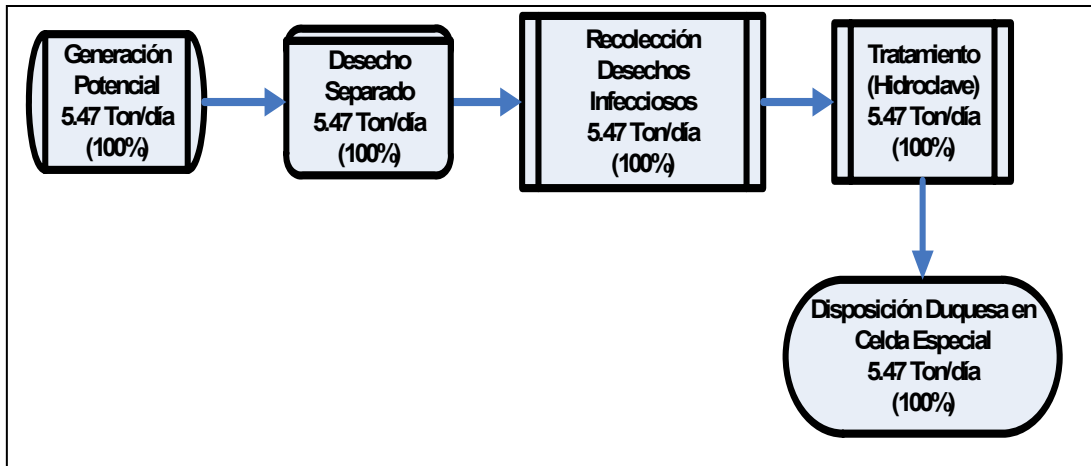 Generación
Potencial
5.47 Ton/día
(100%)
Desecho
Separado
5.47 Ton/día
(100%)
Recolección
Desechos
Infecciosos
5.47 Ton/día
(100%)
Tratamiento
(Hidroclave)
5.47 Ton/día
(100%)
Disposición Duquesa en
Celda Especial
5.47 Ton/día
(100%)